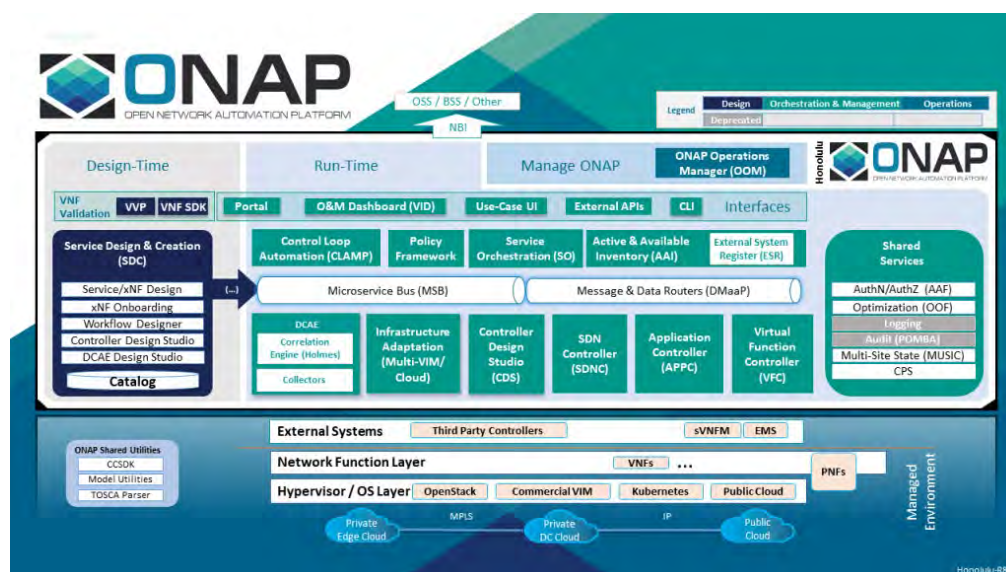 ONAP
OPEN NETWORK AUTOMATION PLATFORM
OSS / BSS / Other
NBI
Legend
Design
Orchestration & Management
Operations
Deprecated
Design-Time
Run-Time
Manage ONAP
ONAP Operations
Manager (OOM)
Honolulu
ONAP
OPEN NETWORK AUTOMATION PLATFORM
VNF
Validation
VVP
VNF SDK
Portal
O&M Dashboard (VID)
Use-Case UI
External APIs
CLI
Interfaces
Service Design & Creation
(SDC)
Service/xNF Design
xNF Onboarding
Workflow Designer
Controller Design Studio
DCAE Design Studio
Catalog
Control Loop
Automation (CLAMP)
Policy
Framework
Service
Orchestration (SO)
Active & Available
Inventory (AAI)
External System
Register (ESR)
(...)
Microservice Bus (MSB)
Message & Data Routers (DMaaP)
DCAE
Correlation
Engine (Holmes)
Collectors
Infrastructure
Adaptation
(Multi-VIM/
Cloud)
Controller
Design
Studio
(CDS)
SDN
Controller
(SDNC)
Application
Controller
(APPC)
Virtual
Function
Controller
(VFC)
Shared
Services
AuthN/AuthZ (AAF)
Optimization (OOF)
Logging
Audit (POMBA)
Multi-Site State (MUSIC)
CPS
ONAP Shared Utilities
CCSDK
Model Utilities
TOSCA Parser
External Systems
Third Party Controllers
sVNFM
EMS
Network Function Layer
VNFs
...
PNFs
Hypervisor / OS Layer
OpenStack
Commercial VIM
Kubernetes
Public Cloud
Managed
Environment
Private
Edge Cloud
MPLS
Private
DC Cloud
IP
Public
Cloud